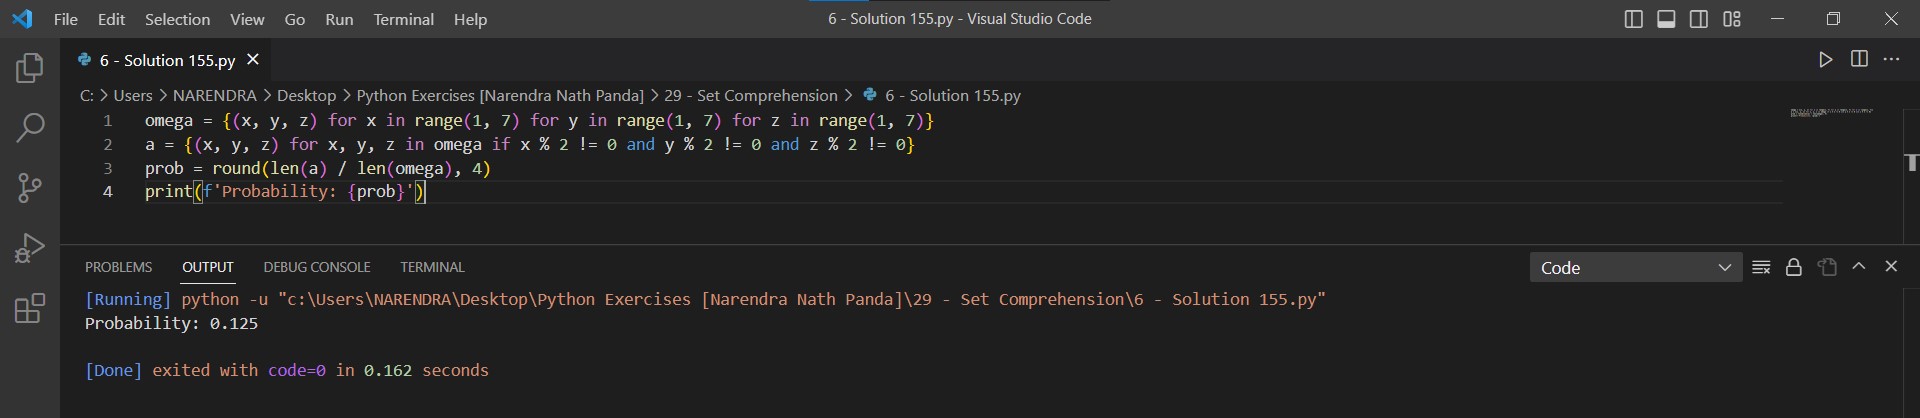 File Edit Selection View Go Run Terminal Help
6 - Solution 155.py - Visual Studio Code
6 - Solution 155.py
C: > Users > NARENDRA > Desktop > Python Exercises [Narendra Nath Panda] > 29 - Set Comprehension > 6 - Solution 155.py
1 omega = {(x, y, z) for x in range(1, 7) for y in range(1, 7) for z in range(1, 7)}
2 a = {(x, y, z) for x, y, z in omega if x % 2 != 0 and y % 2 != 0 and z % 2 != 0}
3 prob = round(len(a) / len(omega), 4)
4 print(f'Probability: {prob}')
PROBLEMS OUTPUT DEBUG CONSOLE TERMINAL
Code
[Running] python -u "c:\Users\NARENDRA\Desktop\Python Exercises [Narendra Nath Panda]\29 - Set Comprehension\6 - Solution 155.py"
Probability: 0.125
[Done] exited with code=0 in 0.162 seconds